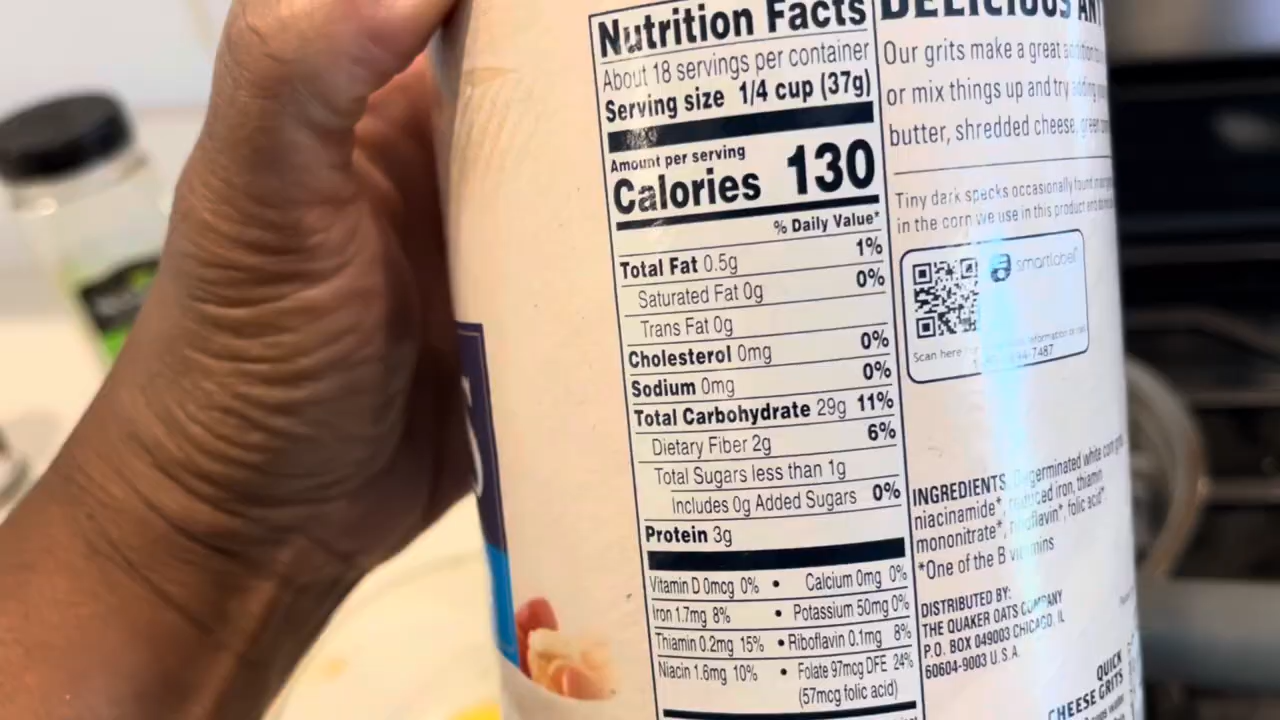 Nutrition Facts
About 18 servings per container
Serving size 1/4 cup (37g)
Amount per serving
Calories 130
% Daily Value*
Total Fat 0.5g 1%
Saturated Fat 0g 0%
Trans Fat 0g
Cholesterol 0mg 0%
Sodium 0mg 0%
Total Carbohydrate 29g 11%
Dietary Fiber 2g 6%
Total Sugars less than 1g
Includes 0g Added Sugars 0%
Protein 3g
Vitamin D 0mcg 0% • Calcium 0mg 0%
Iron 1.7mg 8% • Potassium 50mg 0%
Thiamin 0.2mg 15% • Riboflavin 0.1mg 8%
Niacin 1.6mg 10% • Folate 97mcg DFE 24%
(57mcg folic acid)
DELICIOUS
Our grits make a great
or mix things up and try adding
butter, shredded cheese, green
Tiny dark specks occasionally found
in the corn we use in this product
smartlabel
Scan here
7487
INGREDIENTS: Degerminated white corn
niacinamide*, reduced iron, thiamin
mononitrate*, riboflavin*, folic acid*
*One of the B vitamins
DISTRIBUTED BY:
THE QUAKER OATS COMPANY
P.O. BOX 049003 CHICAGO, IL
60604-9003 U.S.A.
QUICK
CHEESE GRITS